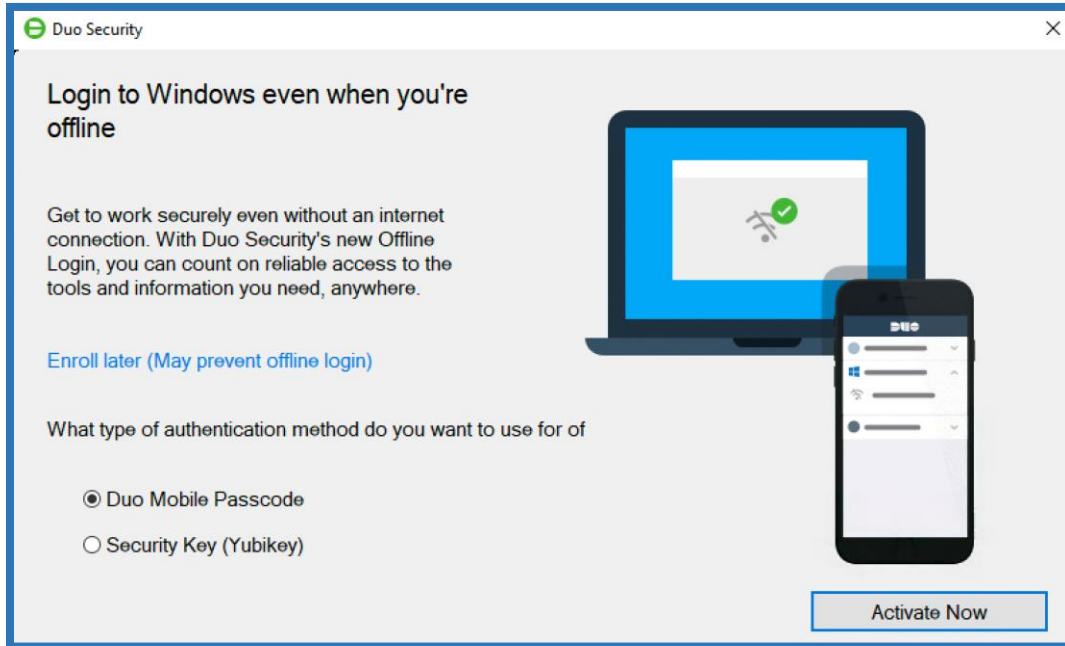 Duo Security
Login to Windows even when you're
offline
Get to work securely even without an internet
connection. With Duo Security's new Offline
Login, you can count on reliable access to the
tools and information you need, anywhere.
Enroll later (May prevent offline login)
What type of authentication method do you want to use for of
Duo Mobile Passcode
Security Key (Yubikey)
DUO
Activate Now